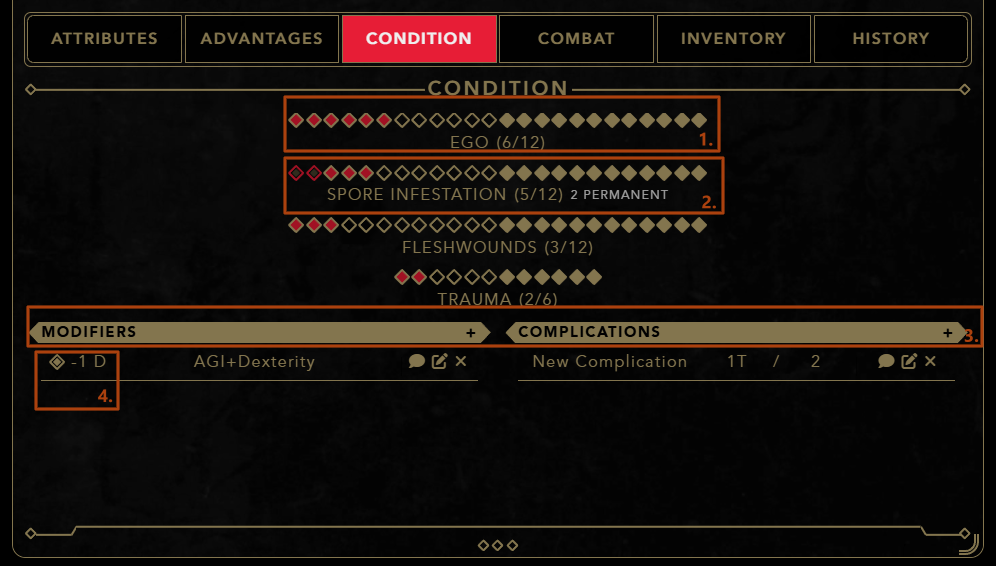 ATTRIBUTES ADVANTAGES CONDITION COMBAT INVENTORY HISTORY
CONDITION
EGO (6/12) 1.
SPORE INFESTATION (5/12) 2 PERMANENT 2.
FLESHWOUNDS (3/12)
TRAUMA (2/6)
MODIFIERS + COMPLICATIONS + 3.
-1 D AGI+Dexterity New Complication 1T / 2
4.